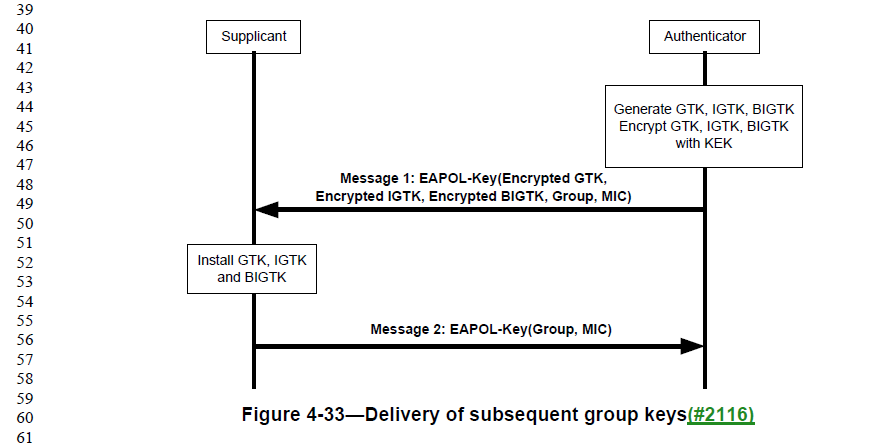 39
40
41
42
43
44
45
46
47
48
49
50
51
52
53
54
55
56
57
58
59
60
61
Supplicant
Authenticator
Generate GTK, IGTK, BIGTK
Encrypt GTK, IGTK, BIGTK
with KEK
Message 1: EAPOL-Key(Encrypted GTK,
Encrypted IGTK, Encrypted BIGTK, Group, MIC)
Install GTK, IGTK
and BIGTK
Message 2: EAPOL-Key(Group, MIC)
Figure 4-33—Delivery of subsequent group keys(#2116)